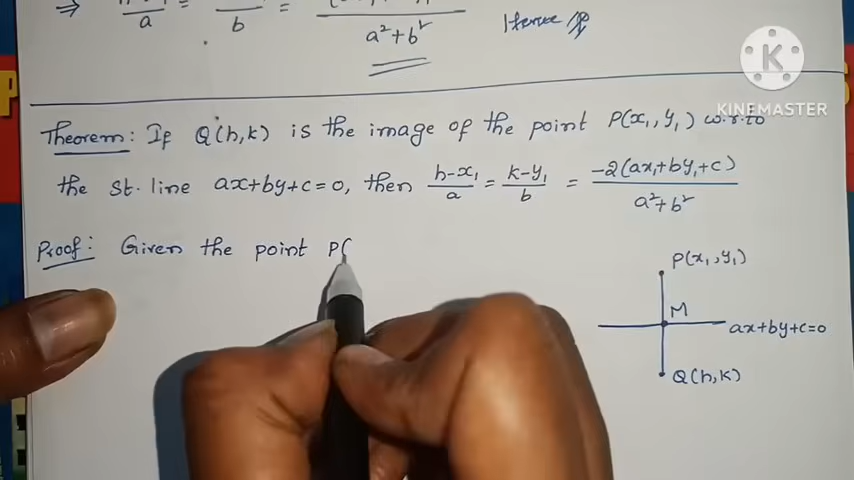 ⇒ a = b = a²+b² Hence
K
KINEMASTER
Theorem: If Q(h,k) is the image of the point P(x₁,y₁) w.r.to
the st. line ax+by+c=0, then (h-x₁)/a = (k-y₁)/b = -2(ax₁+by₁+c)/(a²+b²)
Proof: Given the point P(
P(x₁,y₁)
M
ax+by+c=0
Q(h,k)